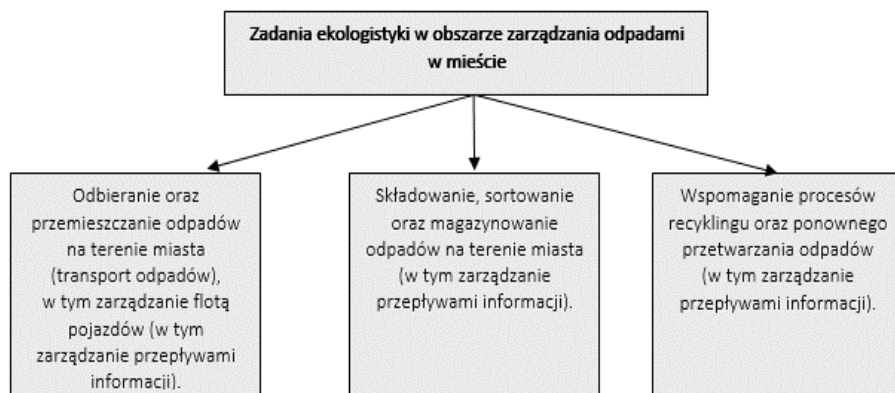 Zadania ekologistyki w obszarze zarządzania odpadami
w mieście
Odbieranie oraz
przemieszczanie odpadów
na terenie miasta
(transport odpadów),
w tym zarządzanie flotą
pojazdów (w tym
zarządzanie przepływami
informacji).
Składowanie, sortowanie
oraz magazynowanie
odpadów na terenie miasta
(w tym zarządzanie
przepływami informacji).
Wspomaganie procesów
recyklingu oraz ponownego
przetwarzania odpadów
(w tym zarządzanie
przepływami informacji).